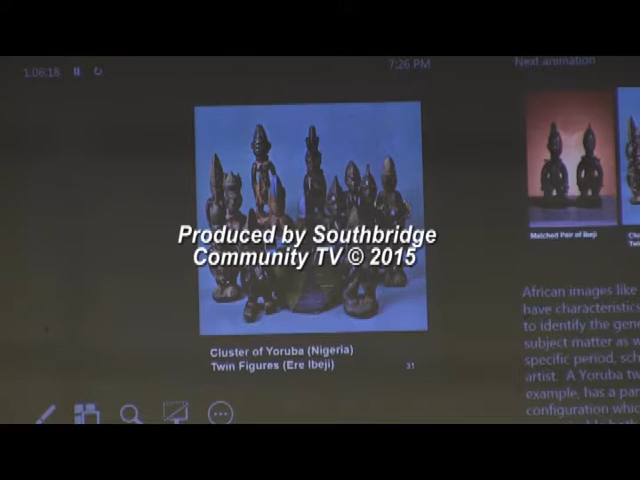 1:06:18
7:26 PM
Next animation
Produced by Southbridge
Community TV © 2015
Matched Pair of Ibeji
Cluster of Yoruba (Nigeria)
Twin Figures (Ere Ibeji)
31
African images like
have characteristics
to identify the
subject matter as w
specific period, sch
artist. A Yoruba tw
example, has a par
configuration which